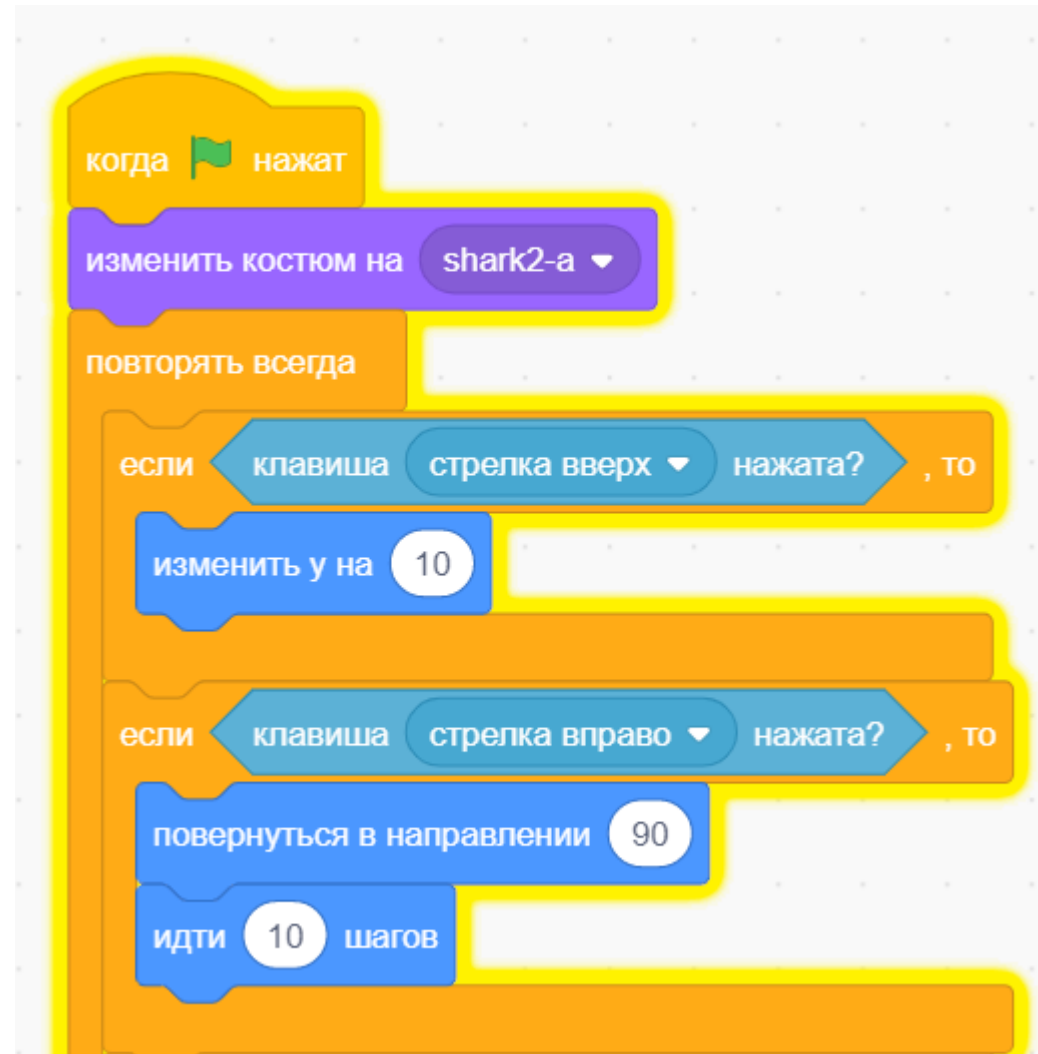 когда нажат
изменить костюм на shark2-a
повторять всегда
если клавиша стрелка вверх нажата? , то
изменить y на 10
если клавиша стрелка вправо нажата? , то
повернуться в направлении 90
идти 10 шагов